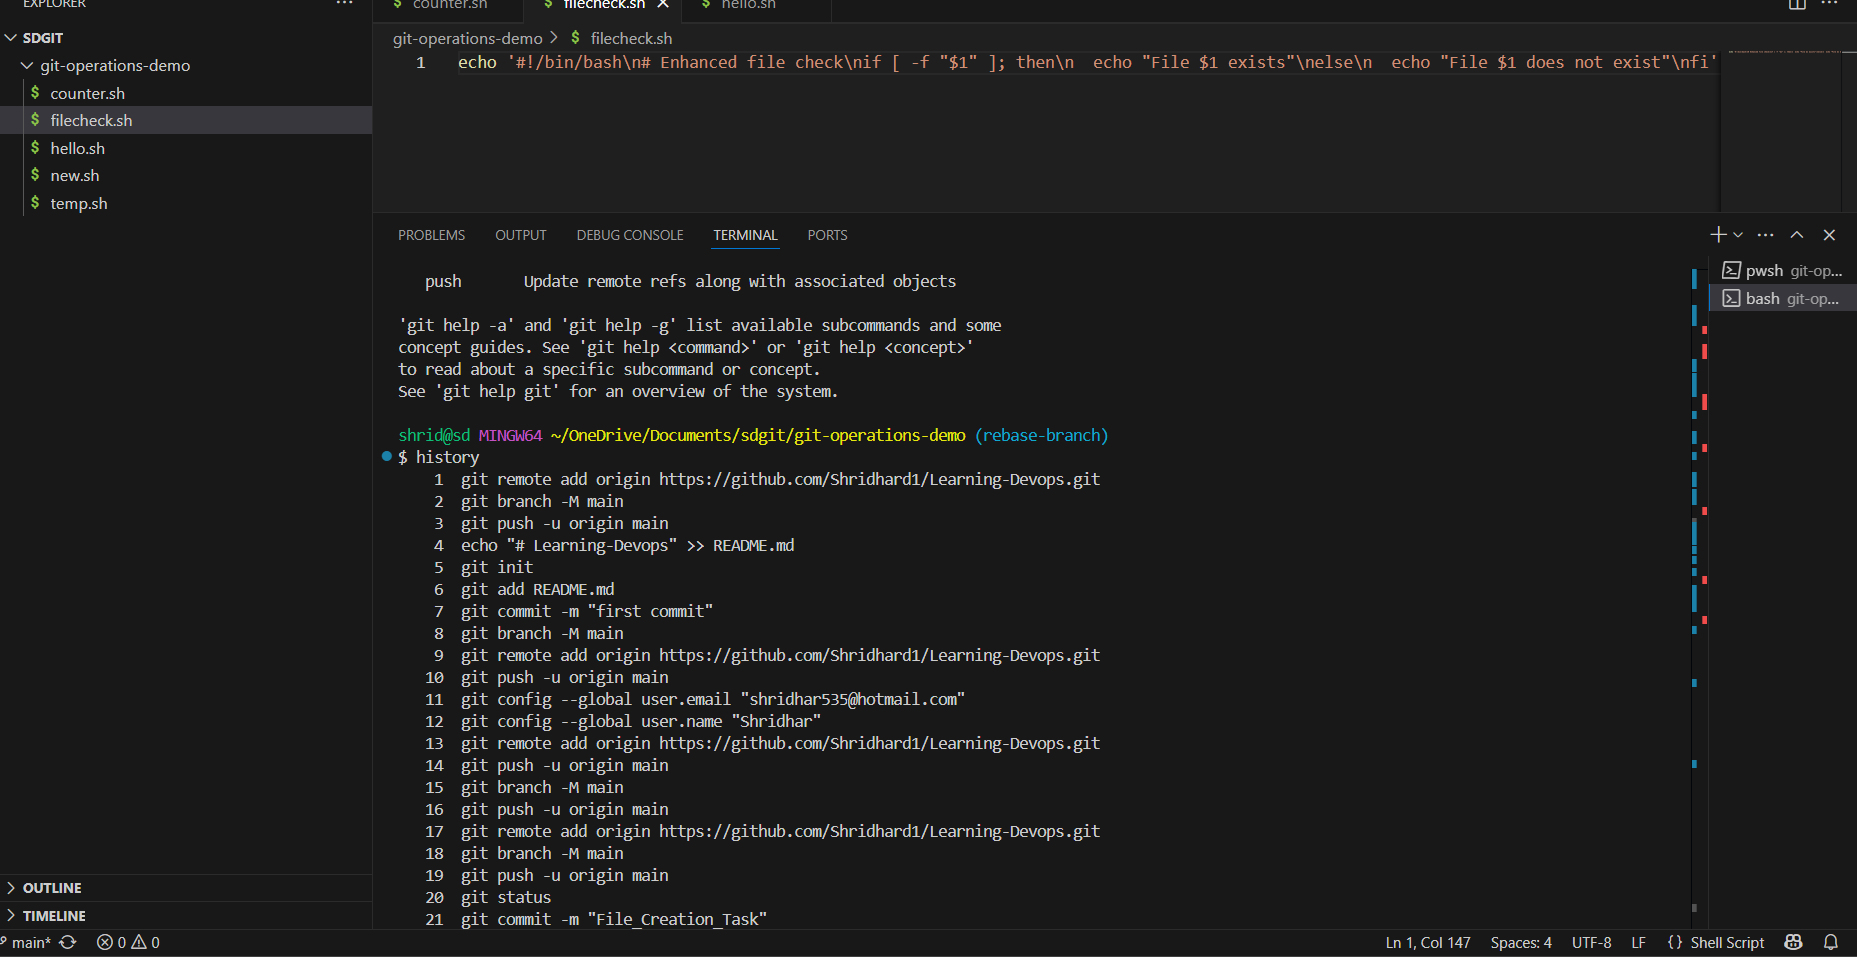 EXPLORER
SDGIT
git-operations-demo
counter.sh
filecheck.sh
hello.sh
new.sh
temp.sh
OUTLINE
TIMELINE
counter.sh
filecheck.sh
hello.sh
git-operations-demo > $ filecheck.sh
1 echo '#!/bin/bash\n# Enhanced file check\nif [ -f "$1" ]; then\n  echo "File $1 exists"\nelse\n  echo "File $1 does not exist"\nfi'
PROBLEMS OUTPUT DEBUG CONSOLE TERMINAL PORTS
pwsh git-op...
bash git-op...
push Update remote refs along with associated objects
'git help -a' and 'git help -g' list available subcommands and some
concept guides. See 'git help <command>' or 'git help <concept>'
to read about a specific subcommand or concept.
See 'git help git' for an overview of the system.
shrid@sd MINGW64 ~/OneDrive/Documents/sdgit/git-operations-demo (rebase-branch)
$ history
1 git remote add origin https://github.com/Shridhard1/Learning-Devops.git
2 git branch -M main
3 git push -u origin main
4 echo "# Learning-Devops" >> README.md
5 git init
6 git add README.md
7 git commit -m "first commit"
8 git branch -M main
9 git remote add origin https://github.com/Shridhard1/Learning-Devops.git
10 git push -u origin main
11 git config --global user.email "shridhar535@hotmail.com"
12 git config --global user.name "Shridhar"
13 git remote add origin https://github.com/Shridhard1/Learning-Devops.git
14 git push -u origin main
15 git branch -M main
16 git push -u origin main
17 git remote add origin https://github.com/Shridhard1/Learning-Devops.git
18 git branch -M main
19 git push -u origin main
20 git status
21 git commit -m "File_Creation_Task"
main* 0 0 Ln 1, Col 147 Spaces: 4 UTF-8 LF {} Shell Script